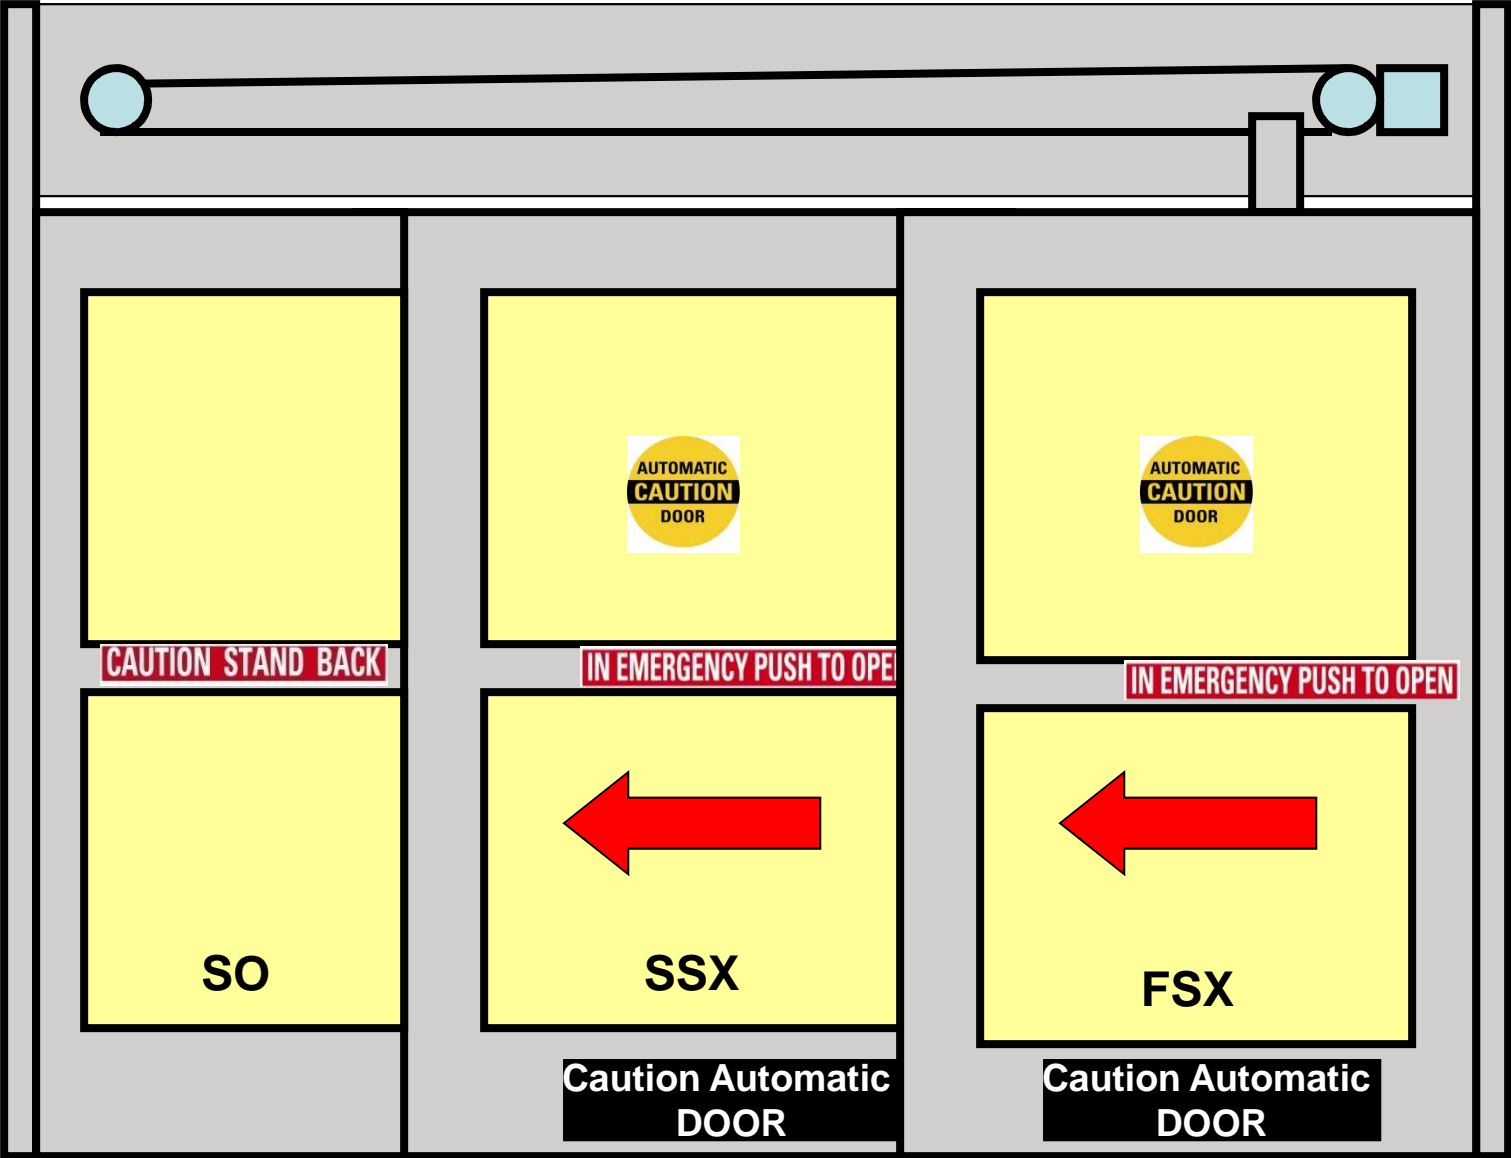 AUTOMATIC
CAUTION
DOOR
AUTOMATIC
CAUTION
DOOR
CAUTION STAND BACK
IN EMERGENCY PUSH TO OPE
IN EMERGENCY PUSH TO OPEN
SO
SSX
FSX
Caution Automatic
DOOR
Caution Automatic
DOOR